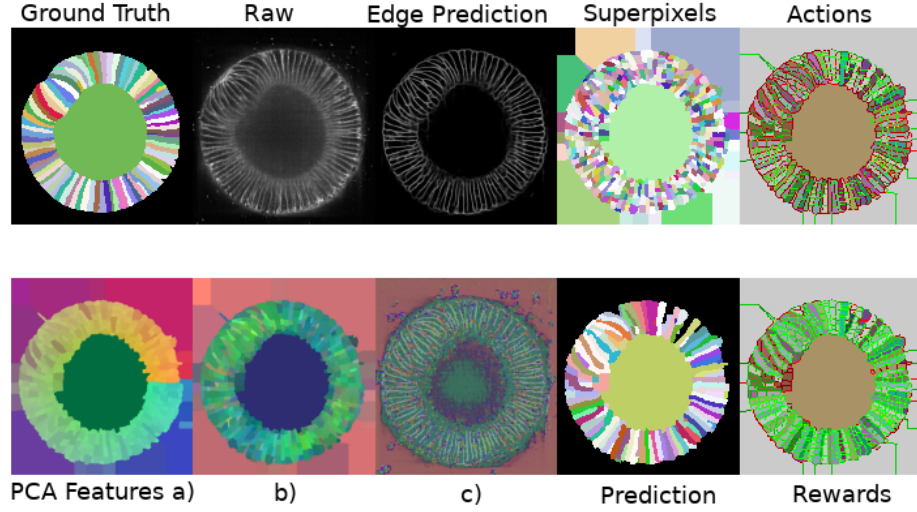 Ground Truth Raw Edge Prediction Superpixels Actions
PCA Features a) b) c) Prediction Rewards